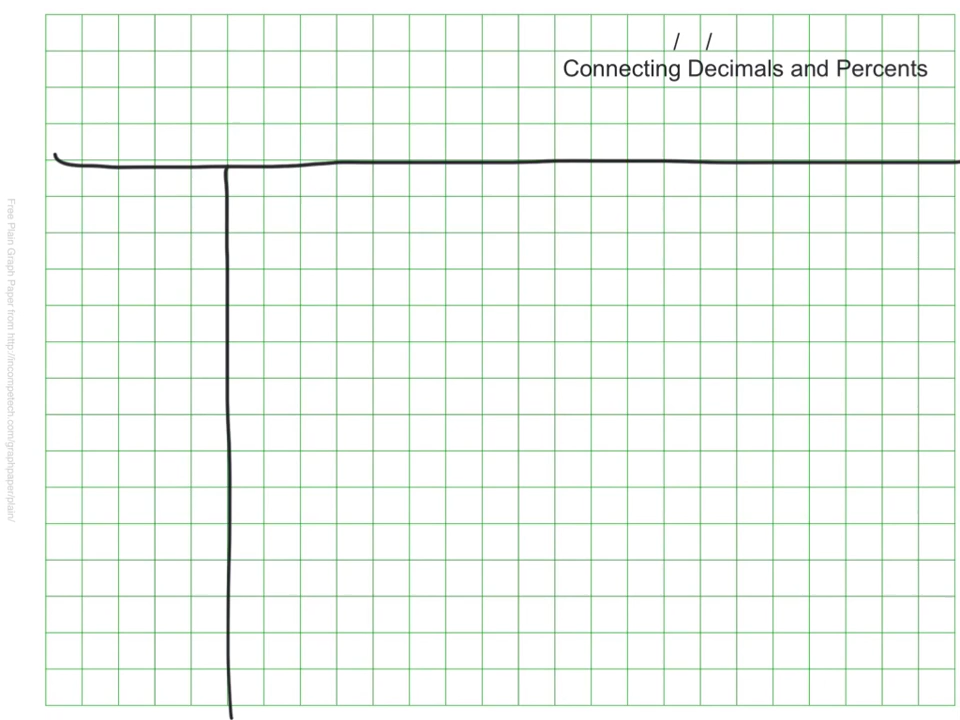 / /
Connecting Decimals and Percents
Free Plain Graph Paper from http://incompetech.com/graphpaper/plain/